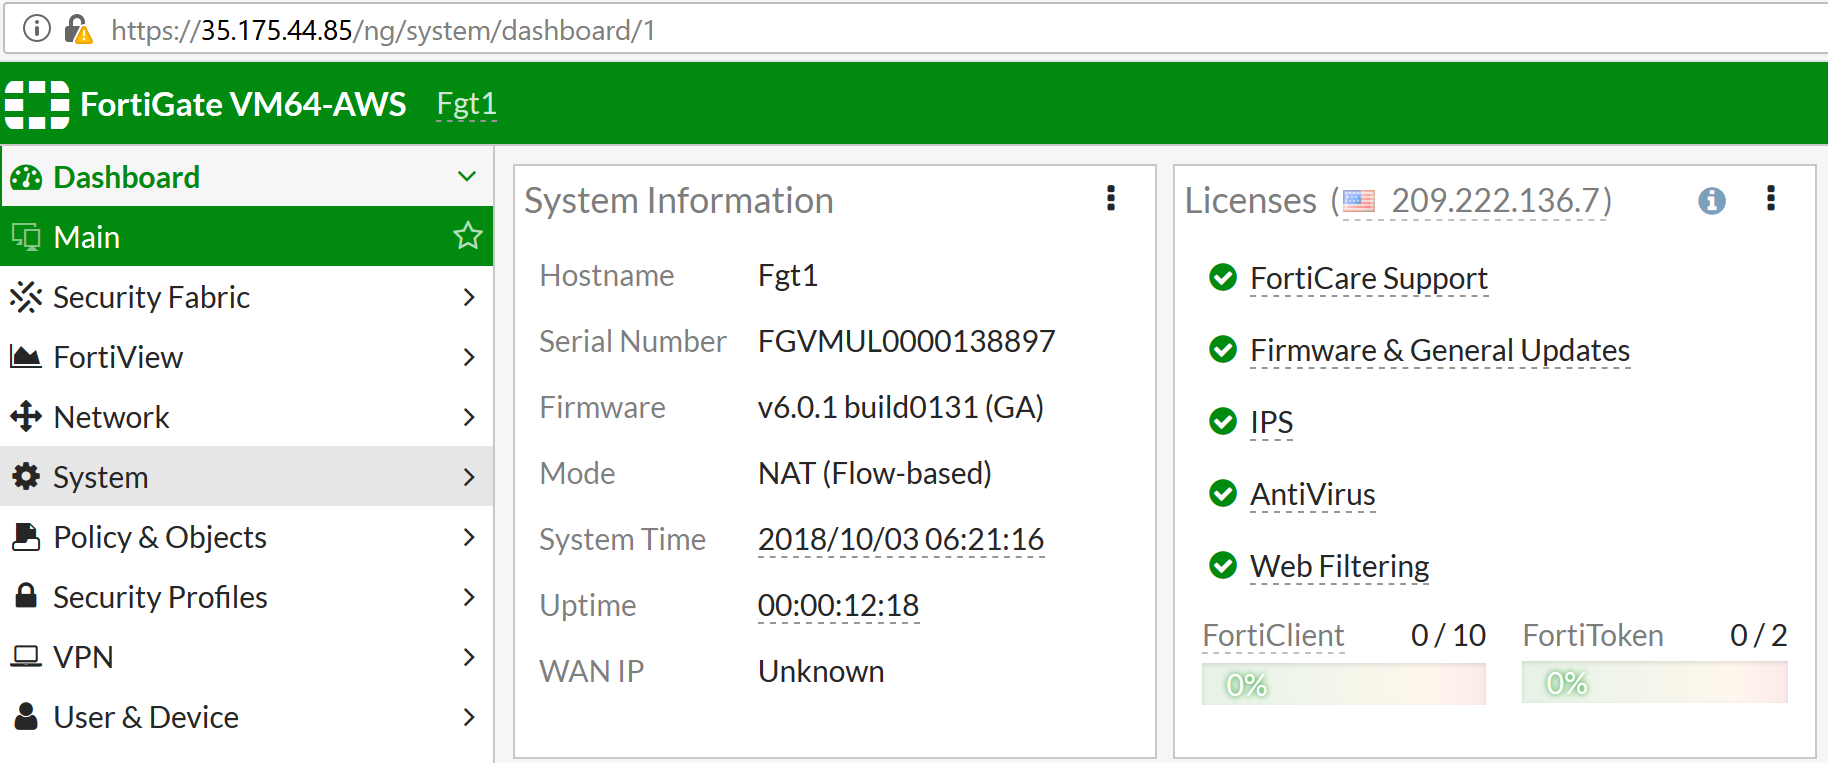 https://35.175.44.85/ng/system/dashboard/1
FortiGate VM64-AWS Fgt1
Dashboard
Main
Security Fabric
FortiView
Network
System
Policy & Objects
Security Profiles
VPN
User & Device
System Information
Hostname Fgt1
Serial Number FGVMUL0000138897
Firmware v6.0.1 build0131 (GA)
Mode NAT (Flow-based)
System Time 2018/10/03 06:21:16
Uptime 00:00:12:18
WAN IP Unknown
Licenses (209.222.136.7)
FortiCare Support
Firmware & General Updates
IPS
AntiVirus
Web Filtering
FortiClient 0 / 10
0%
FortiToken 0 / 2
0%